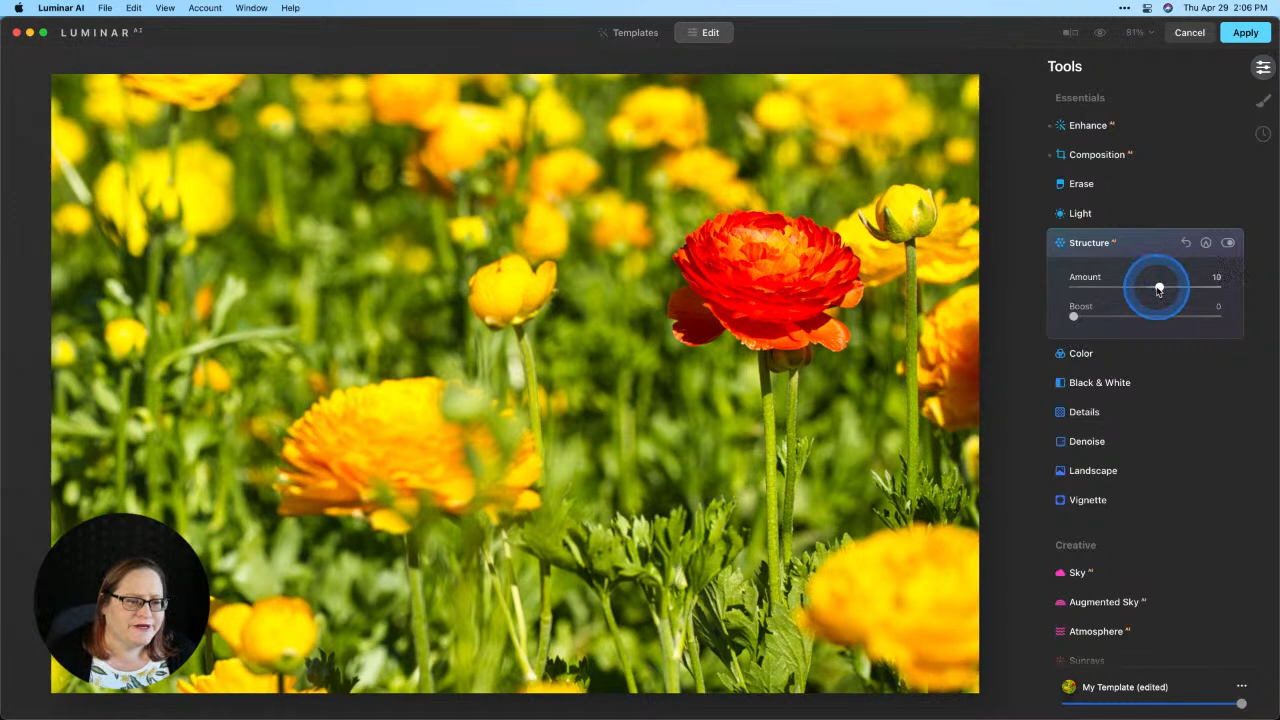 Luminar AI File Edit View Account Window Help Thu Apr 29 2:06 PM
LUMINAR AI Templates Edit 81% Cancel Apply
Tools
Essentials
Enhance AI
Composition AI
Erase
Light
Structure AI
Amount 10
Boost 0
Color
Black & White
Details
Denoise
Landscape
Vignette
Creative
Sky AI
Augmented Sky AI
Atmosphere AI
Sunrays
My Template (edited)